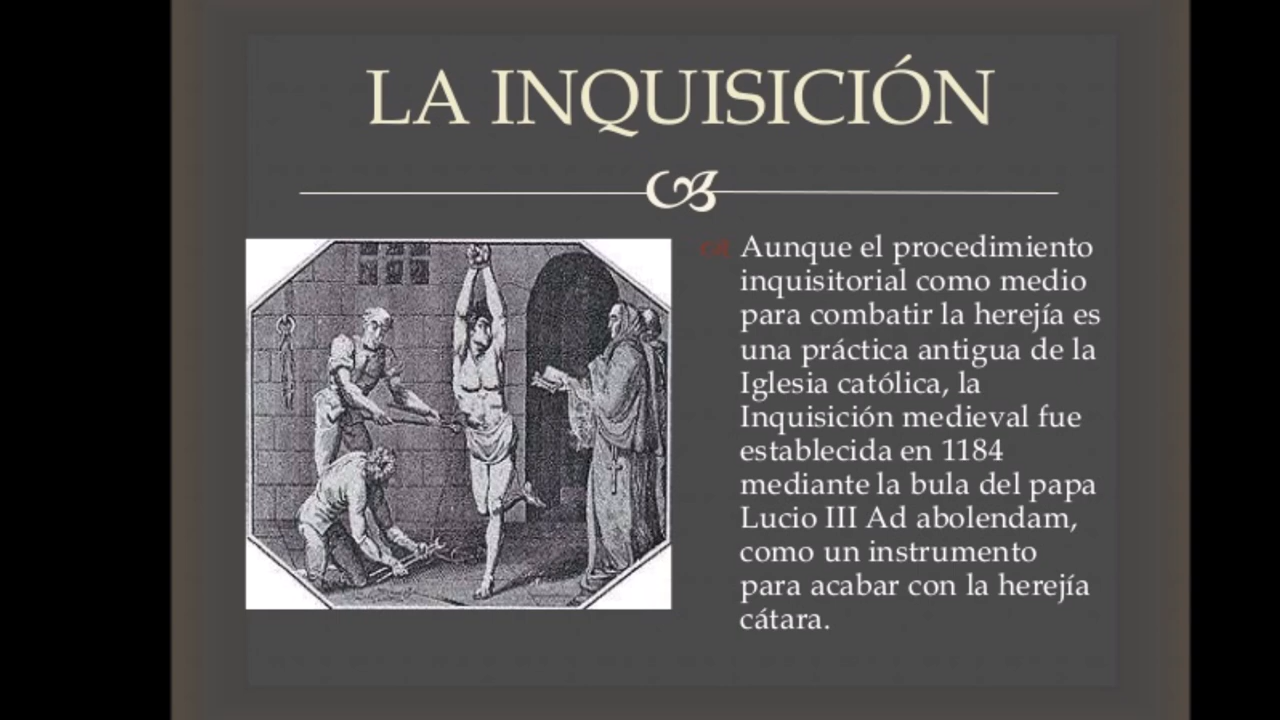 LA INQUISICIÓN
Aunque el procedimiento
inquisitorial como medio
para combatir la herejía es
una práctica antigua de la
Iglesia católica, la
Inquisición medieval fue
establecida en 1184
mediante la bula del papa
Lucio III Ad abolendam,
como un instrumento
para acabar con la herejía
cátara.